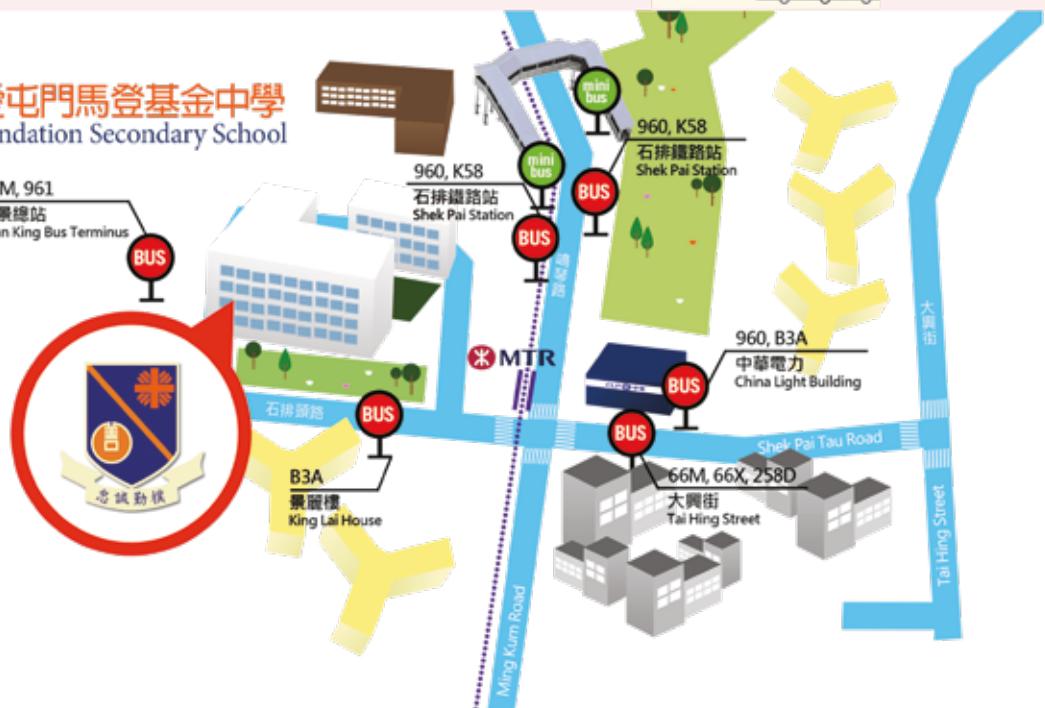 屯門馬登基金中學
ndation Secondary School
M, 961
景總站
n King Bus Terminus
BUS
mini
bus
960, K58
石排鐵路站
Shek Pai Station
BUS
mini
bus
960, K58
石排鐵路站
Shek Pai Station
BUS
鳴琴路
大興街
MTR
960, B3A
中華電力
China Light Building
BUS
石排頭路
BUS
B3A
景麗樓
King Lai House
BUS
66M, 66X, 258D
大興街
Tai Hing Street
Shek Pai Tau Road
Tai Hing Street
Ming Kum Road
忠誠勤樸